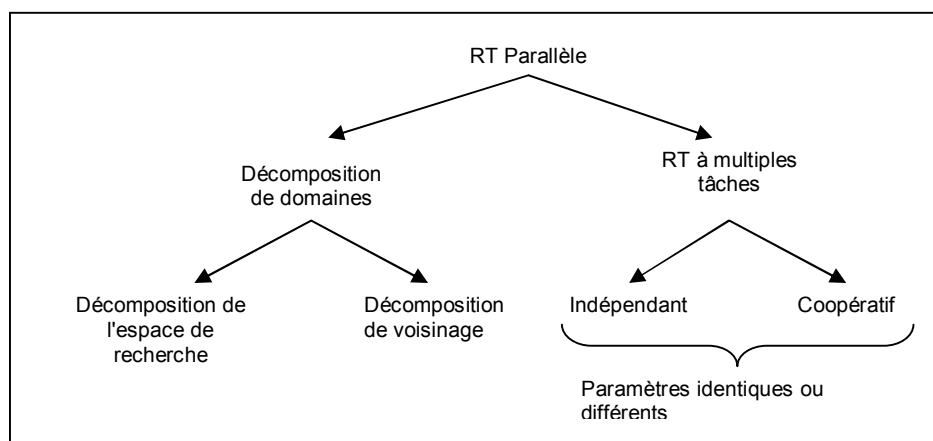 RT Parallèle
Décomposition
de domaines
RT à multiples
tâches
Décomposition de
l'espace de
recherche
Décomposition
de voisinage
Indépendant
Coopératif
Paramètres identiques ou
différents